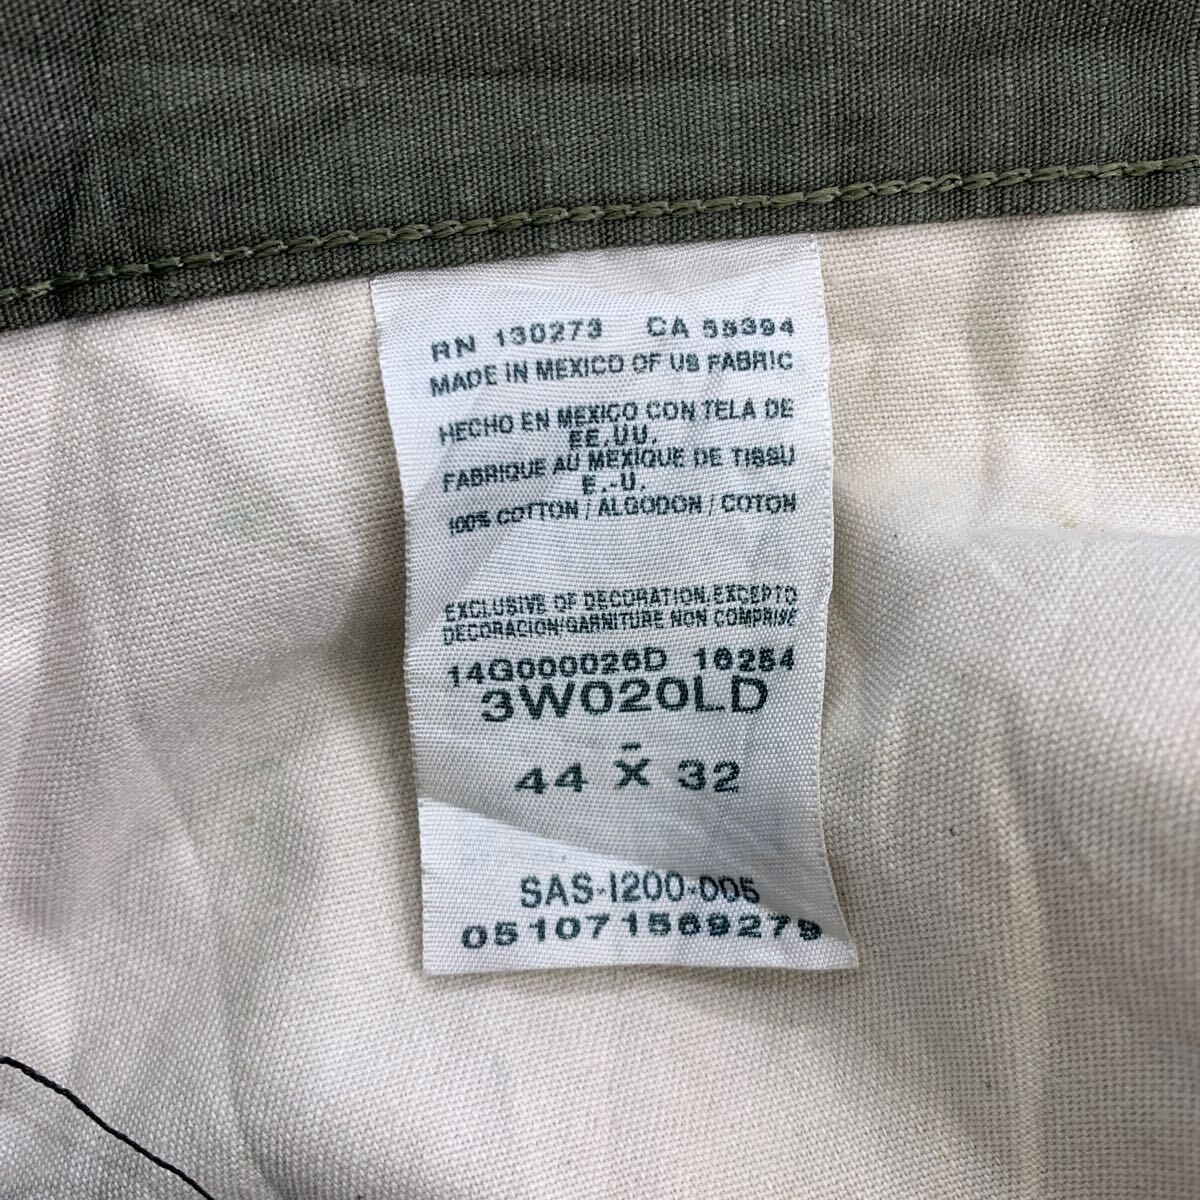 RN 130273 CA 55394
MADE IN MEXICO OF US FABRIC
HECHO EN MEXICO CON TELA DE
EE.UU.
FABRIQUE AU MEXIQUE DE TISSU
E.-U.
100% COTTON / ALGODON / COTON
EXCLUSIVE OF DECORATION/EXCEPTO
DECORACION/GARNITURE NON COMPRISE
14G000026D 16254
3W020LD
44 X 32
SAS-I200-005
051071569279